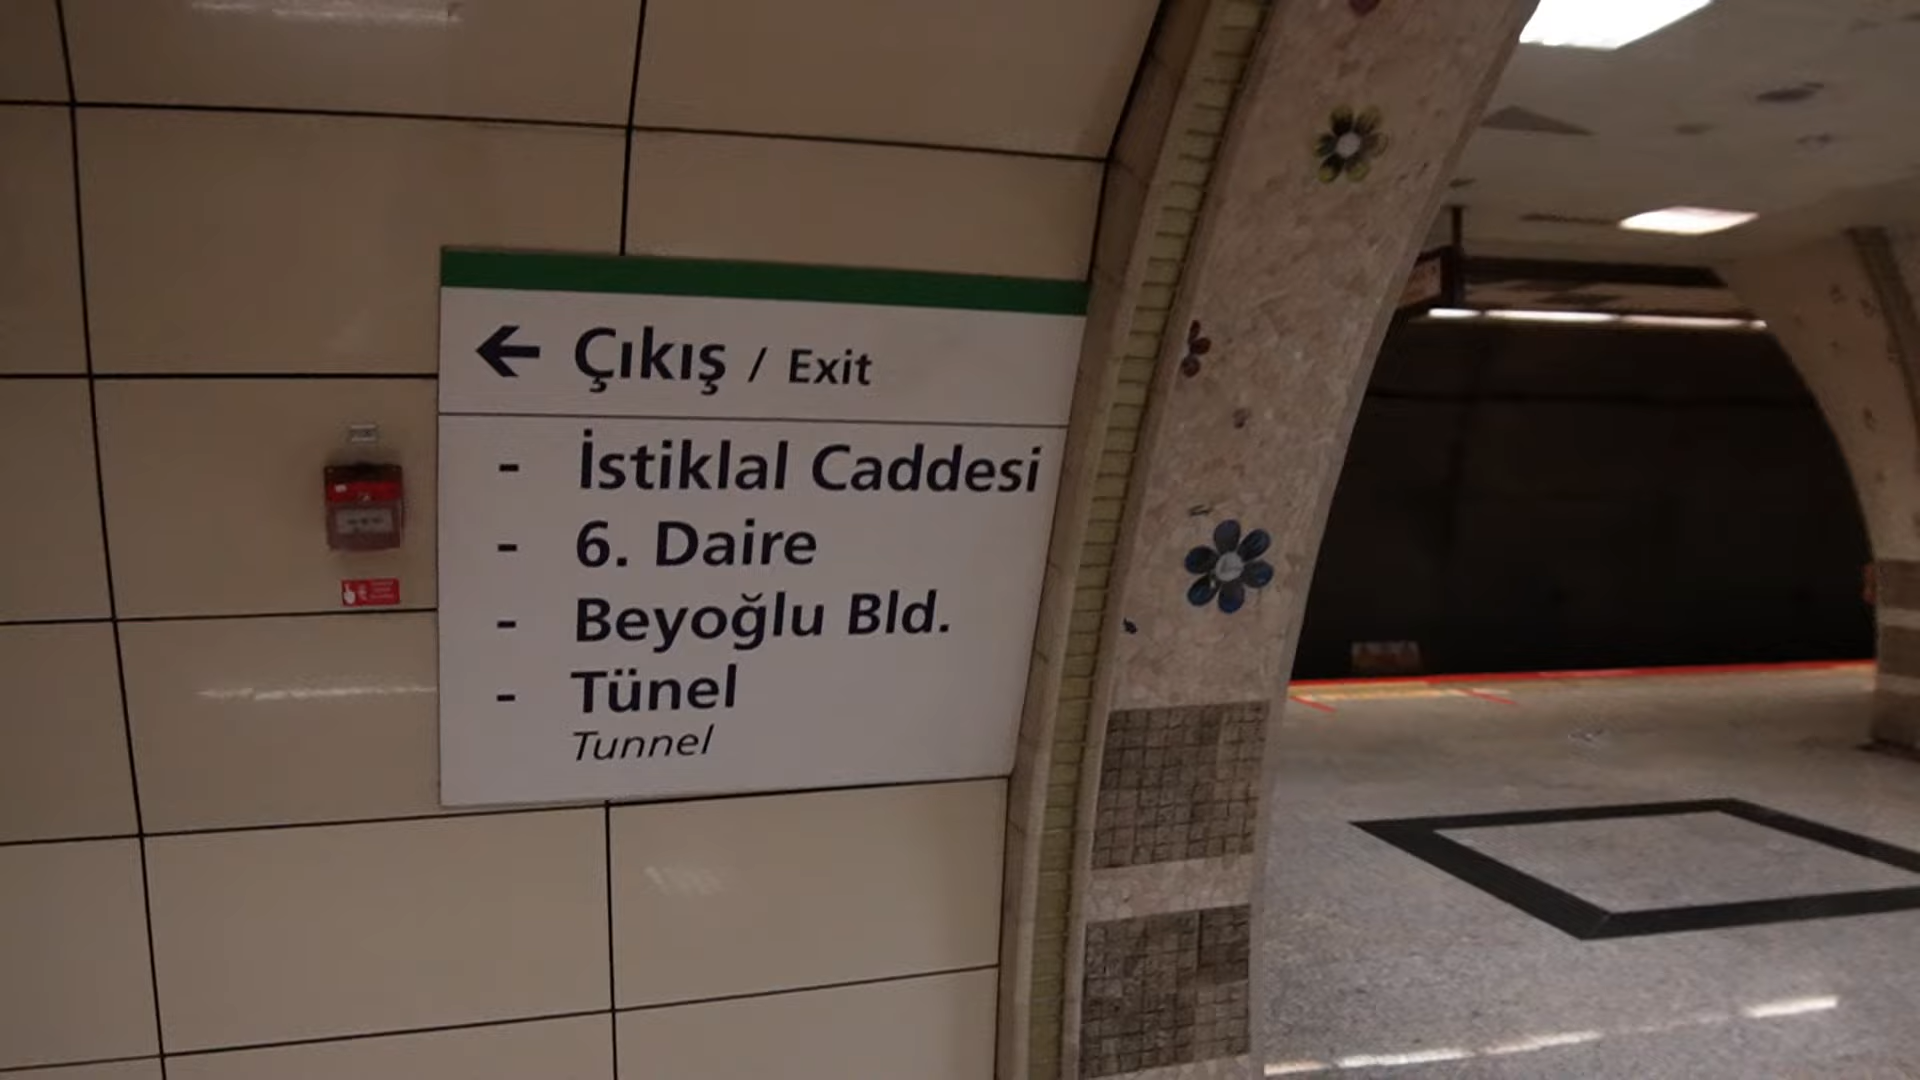 ← Çıkış / Exit
- İstiklal Caddesi
- 6. Daire
- Beyoğlu Bld.
- Tünel
Tunnel